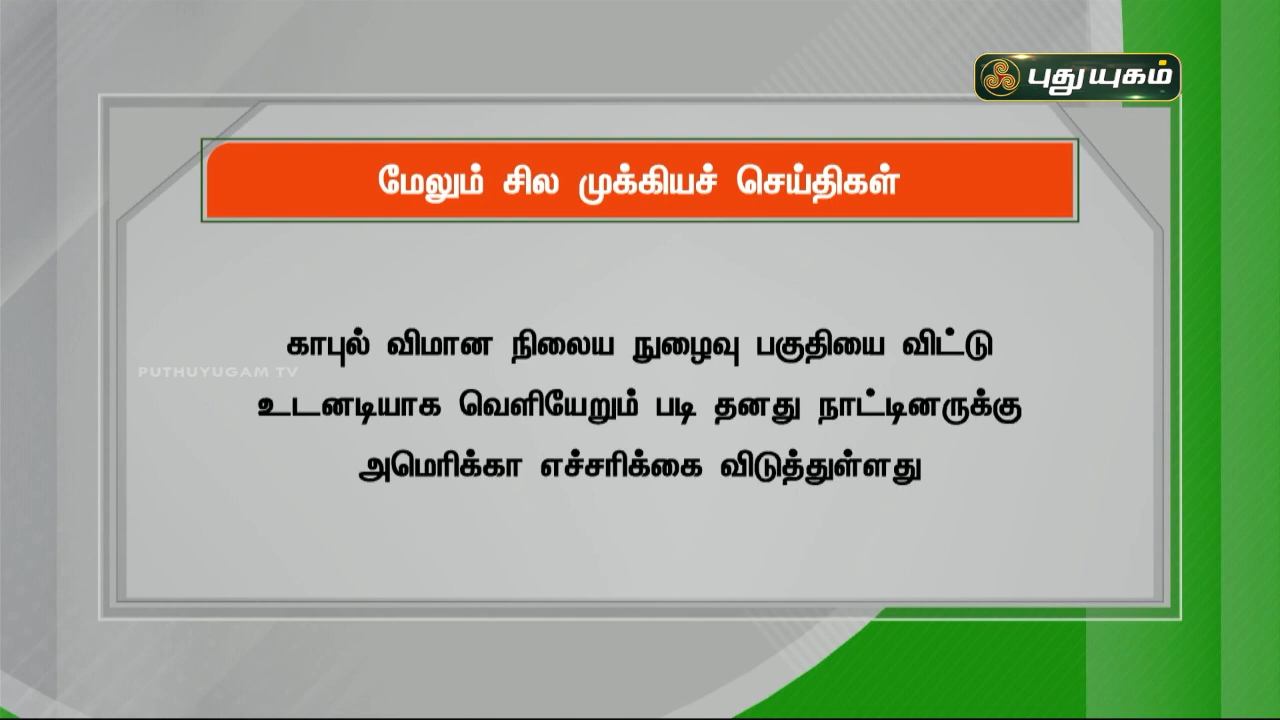 புதுயுகம்
மேலும் சில முக்கியச் செய்திகள்
காபுல் விமான நிலைய நுழைவு பகுதியை விட்டு
PUTHUYUGAM TV
உடனடியாக வெளியேறும் படி தனது நாட்டினருக்கு
அமெரிக்கா எச்சரிக்கை விடுத்துள்ளது